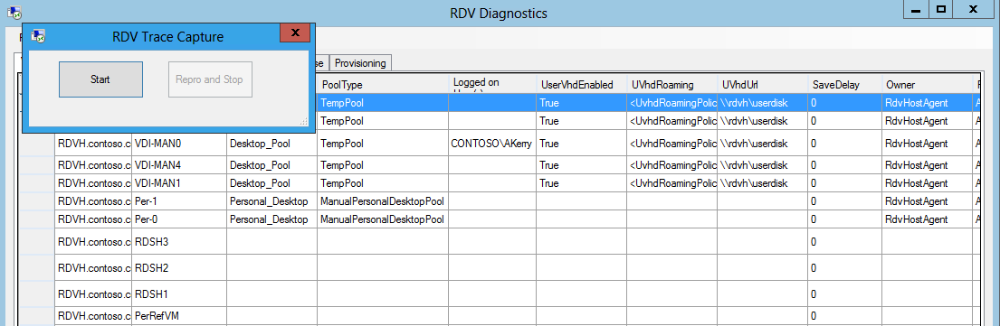 RDV Diagnostics
RDV Trace Capture
Start
Repro and Stop
se Provisioning
PoolType Logged on UserVhdEnabled UVhdRoaming UVhdUrl SaveDelay Owner
TempPool True <UvhdRoamingPolic \\rdvh\userdisk 0 RdvHostAgent
TempPool True <UvhdRoamingPolic \\rdvh\userdisk 0 RdvHostAgent
RDVH.contoso.c VDI-MAN0 Desktop_Pool TempPool CONTOSO\AKerry True <UvhdRoamingPolic \\rdvh\userdisk 0 RdvHostAgent
RDVH.contoso.c VDI-MAN4 Desktop_Pool TempPool True <UvhdRoamingPolic \\rdvh\userdisk 0 RdvHostAgent
RDVH.contoso.c VDI-MAN1 Desktop_Pool TempPool True <UvhdRoamingPolic \\rdvh\userdisk 0 RdvHostAgent
RDVH.contoso.c Per-1 Personal_Desktop ManualPersonalDesktopPool RdvHostAgent
RDVH.contoso.c Per-0 Personal_Desktop ManualPersonalDesktopPool RdvHostAgent
RDVH.contoso.c RDSH3 0
RDVH.contoso.c RDSH2 0
RDVH.contoso.c RDSH1 0
RDVH.contoso.c PerRefVM 0